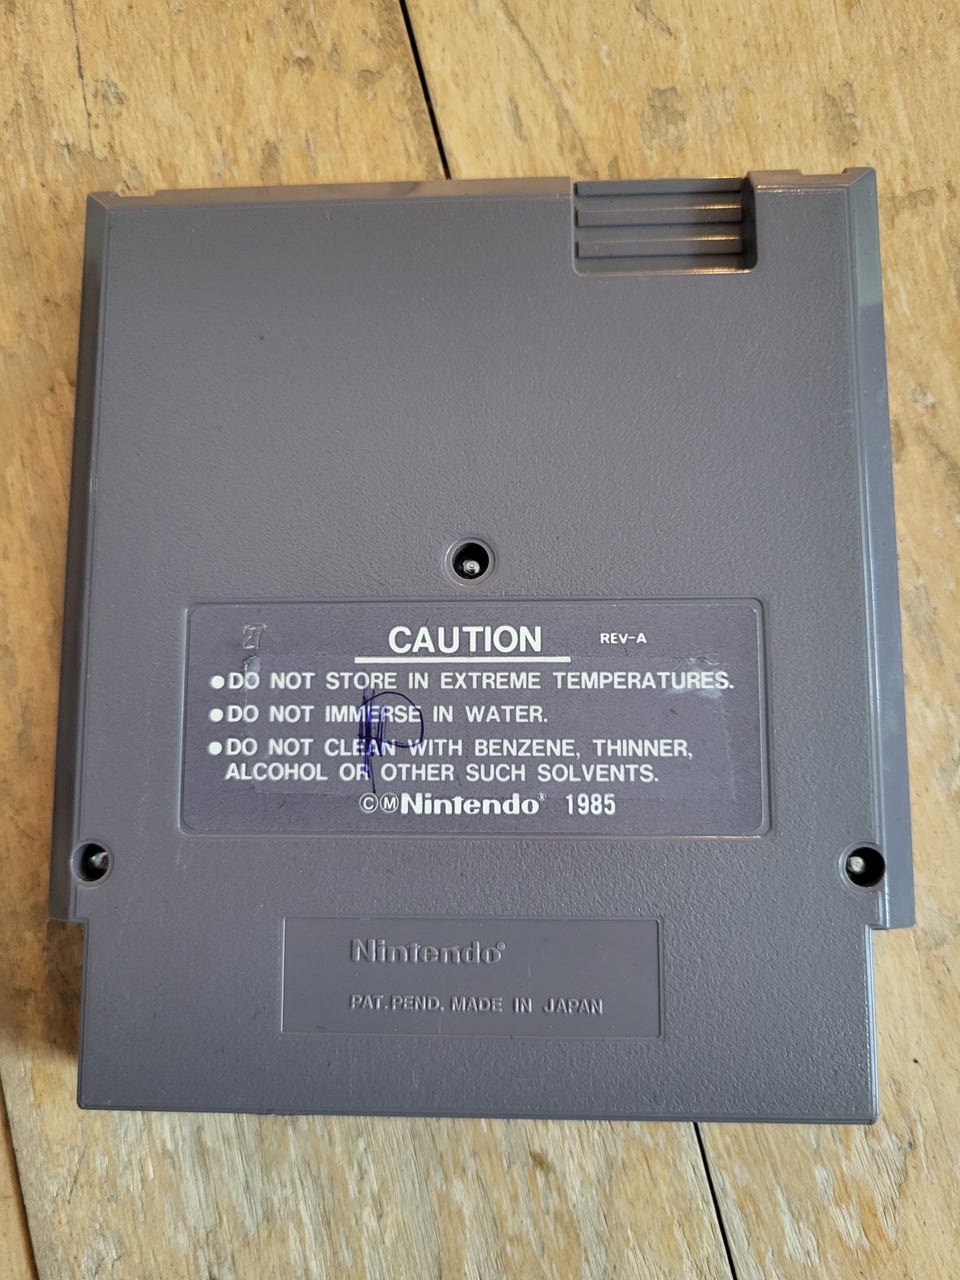 CAUTION REV-A
●DO NOT STORE IN EXTREME TEMPERATURES.
●DO NOT IMMERSE IN WATER.
●DO NOT CLEAN WITH BENZENE, THINNER,
ALCOHOL OR OTHER SUCH SOLVENTS.
©ⓂNintendo® 1985
Nintendo®
PAT. PEND. MADE IN JAPAN